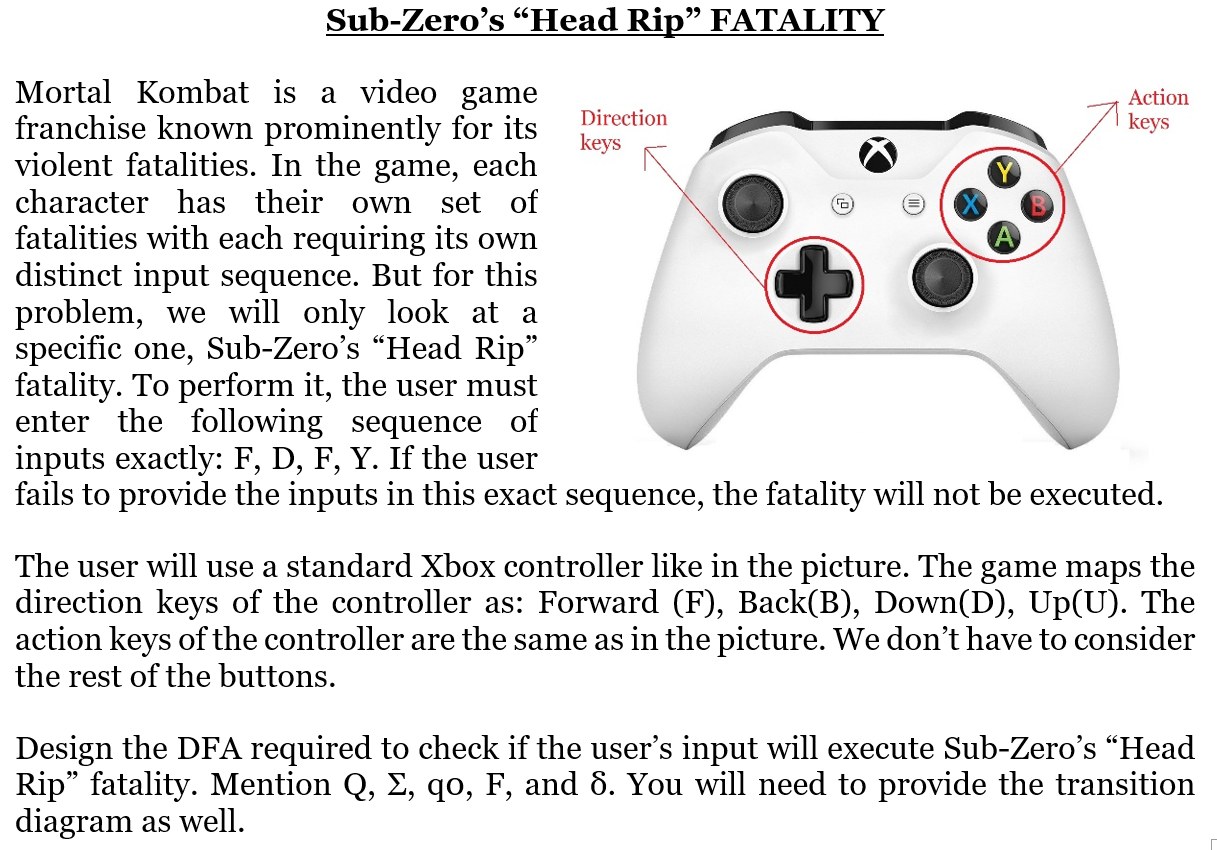 Sub-Zero’s “Head Rip” FATALITY
Mortal Kombat is a video game
franchise known prominently for its
violent fatalities. In the game, each
character has their own set of
fatalities with each requiring its own
distinct input sequence. But for this
problem, we will only look at a
specific one, Sub-Zero’s “Head Rip”
fatality. To perform it, the user must
enter the following sequence of
inputs exactly: F, D, F, Y. If the user
fails to provide the inputs in this exact sequence, the fatality will not be executed.
Direction
keys
Action
keys
Y
X
B
A
The user will use a standard Xbox controller like in the picture. The game maps the
direction keys of the controller as: Forward (F), Back(B), Down(D), Up(U). The
action keys of the controller are the same as in the picture. We don’t have to consider
the rest of the buttons.
Design the DFA required to check if the user’s input will execute Sub-Zero’s “Head
Rip” fatality. Mention Q, Σ, q0, F, and δ. You will need to provide the transition
diagram as well.